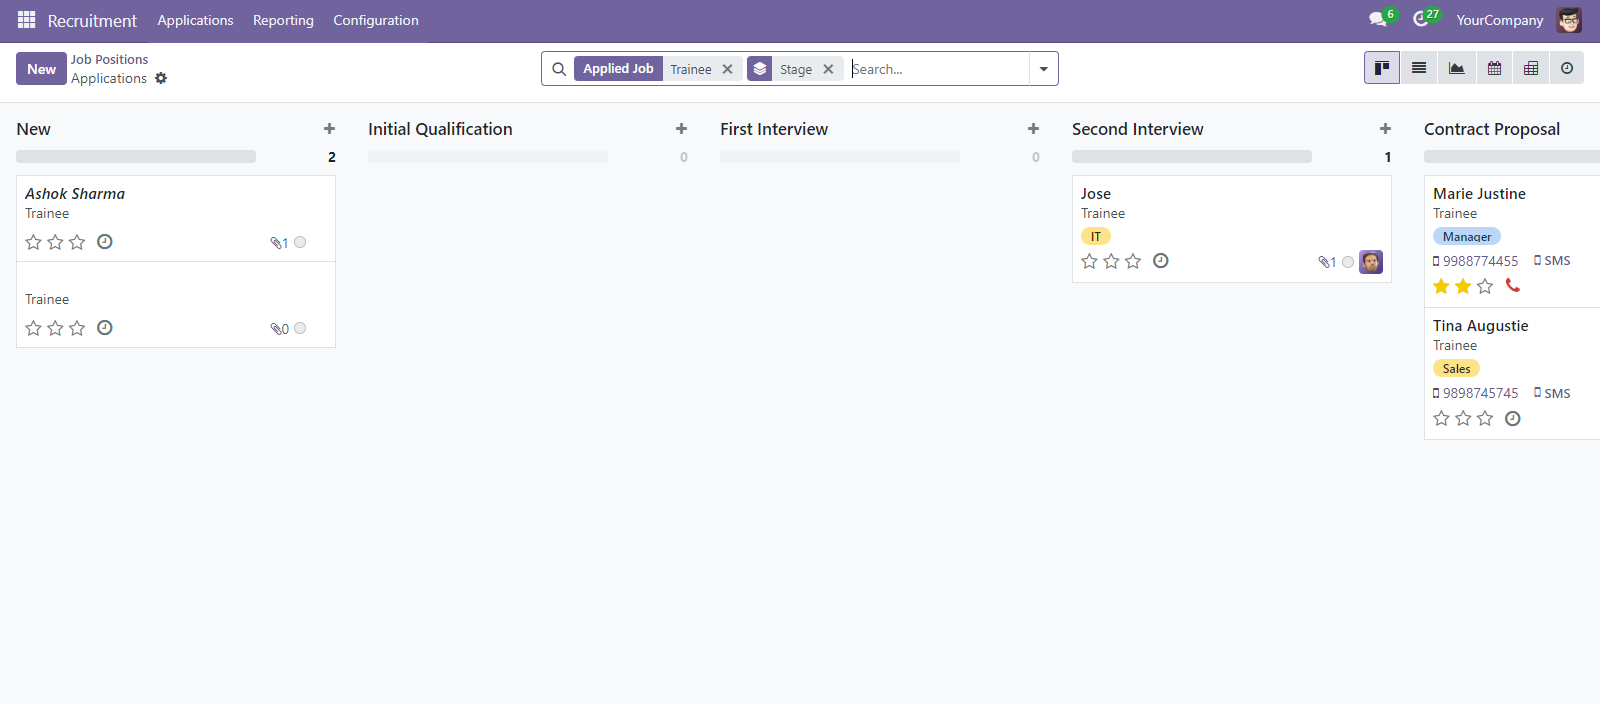 Recruitment Applications Reporting Configuration 6 27 YourCompany
New Job Positions
Applications
Applied Job Trainee Stage Search...
New
2
Ashok Sharma
Trainee
1
Trainee
0
Initial Qualification
0
First Interview
0
Second Interview
1
Jose
Trainee
IT
1
Contract Proposal
Marie Justine
Trainee
Manager
9988774455 SMS
Tina Augustie
Trainee
Sales
9898745745 SMS